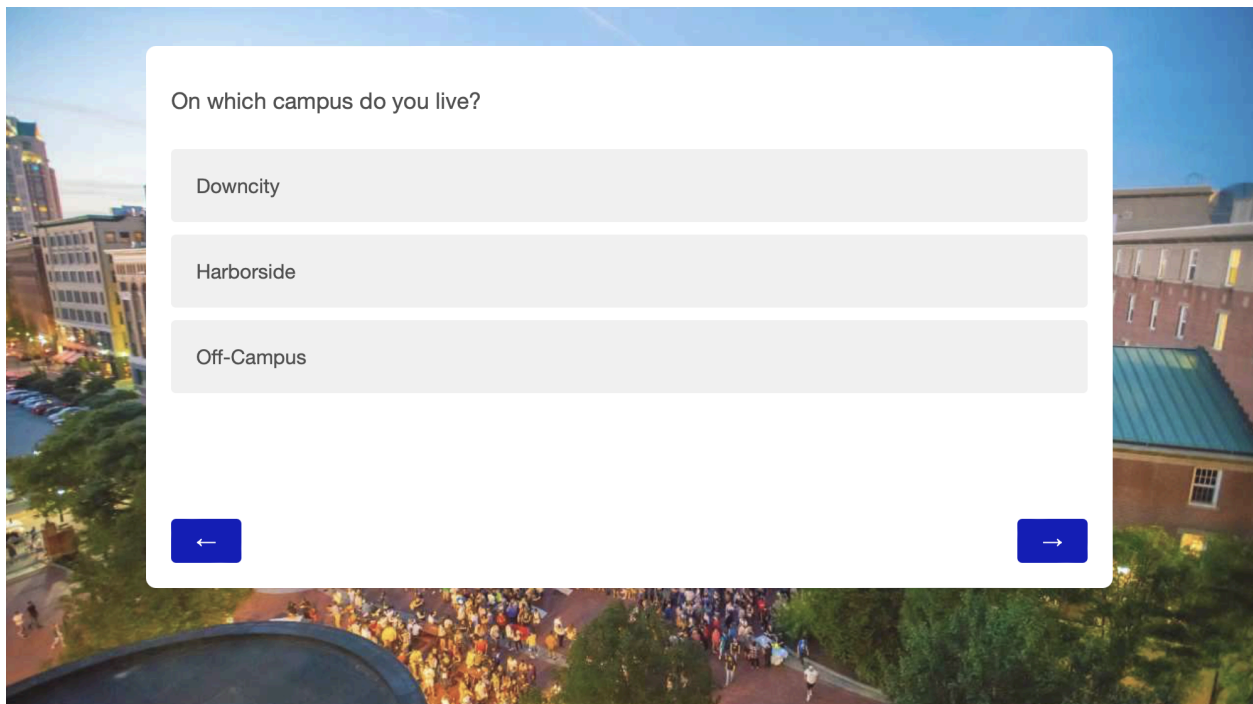 On which campus do you live?
Downcity
Harborside
Off-Campus
← →